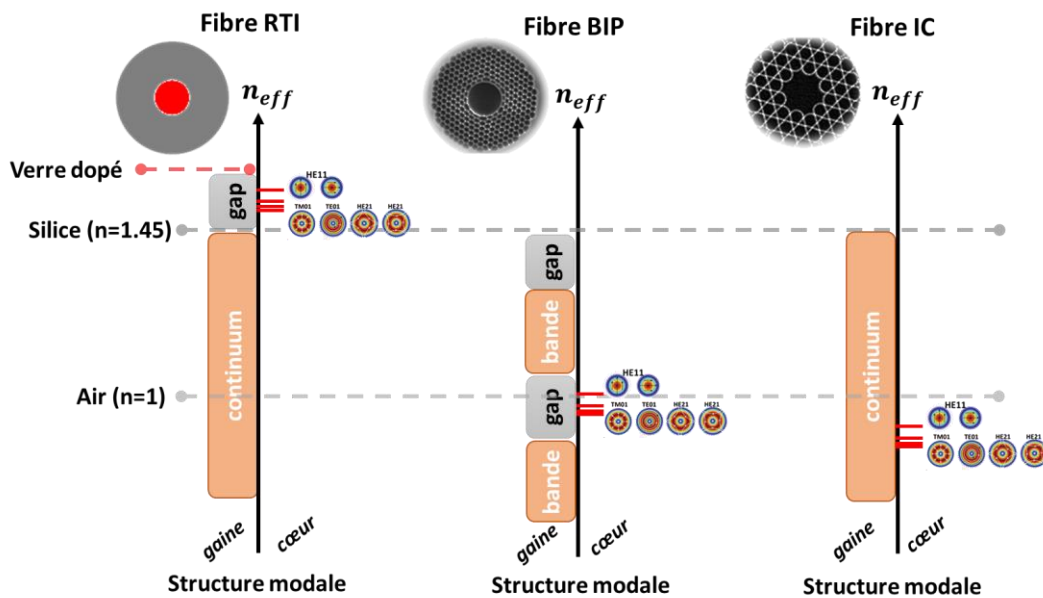 Fibre RTI
Fibre BIP
Fibre IC
n_eff
n_eff
n_eff
Verre dopé
gap
HE11
TM01 TE01 HE21 HE21
Silice (n=1.45)
continuum
gap
bande
continuum
Air (n=1)
HE11
gap
TM01 TE01 HE21 HE21
HE11
TM01 TE01 HE21 HE21
bande
gaine
cœur
gaine
cœur
gaine
cœur
Structure modale
Structure modale
Structure modale